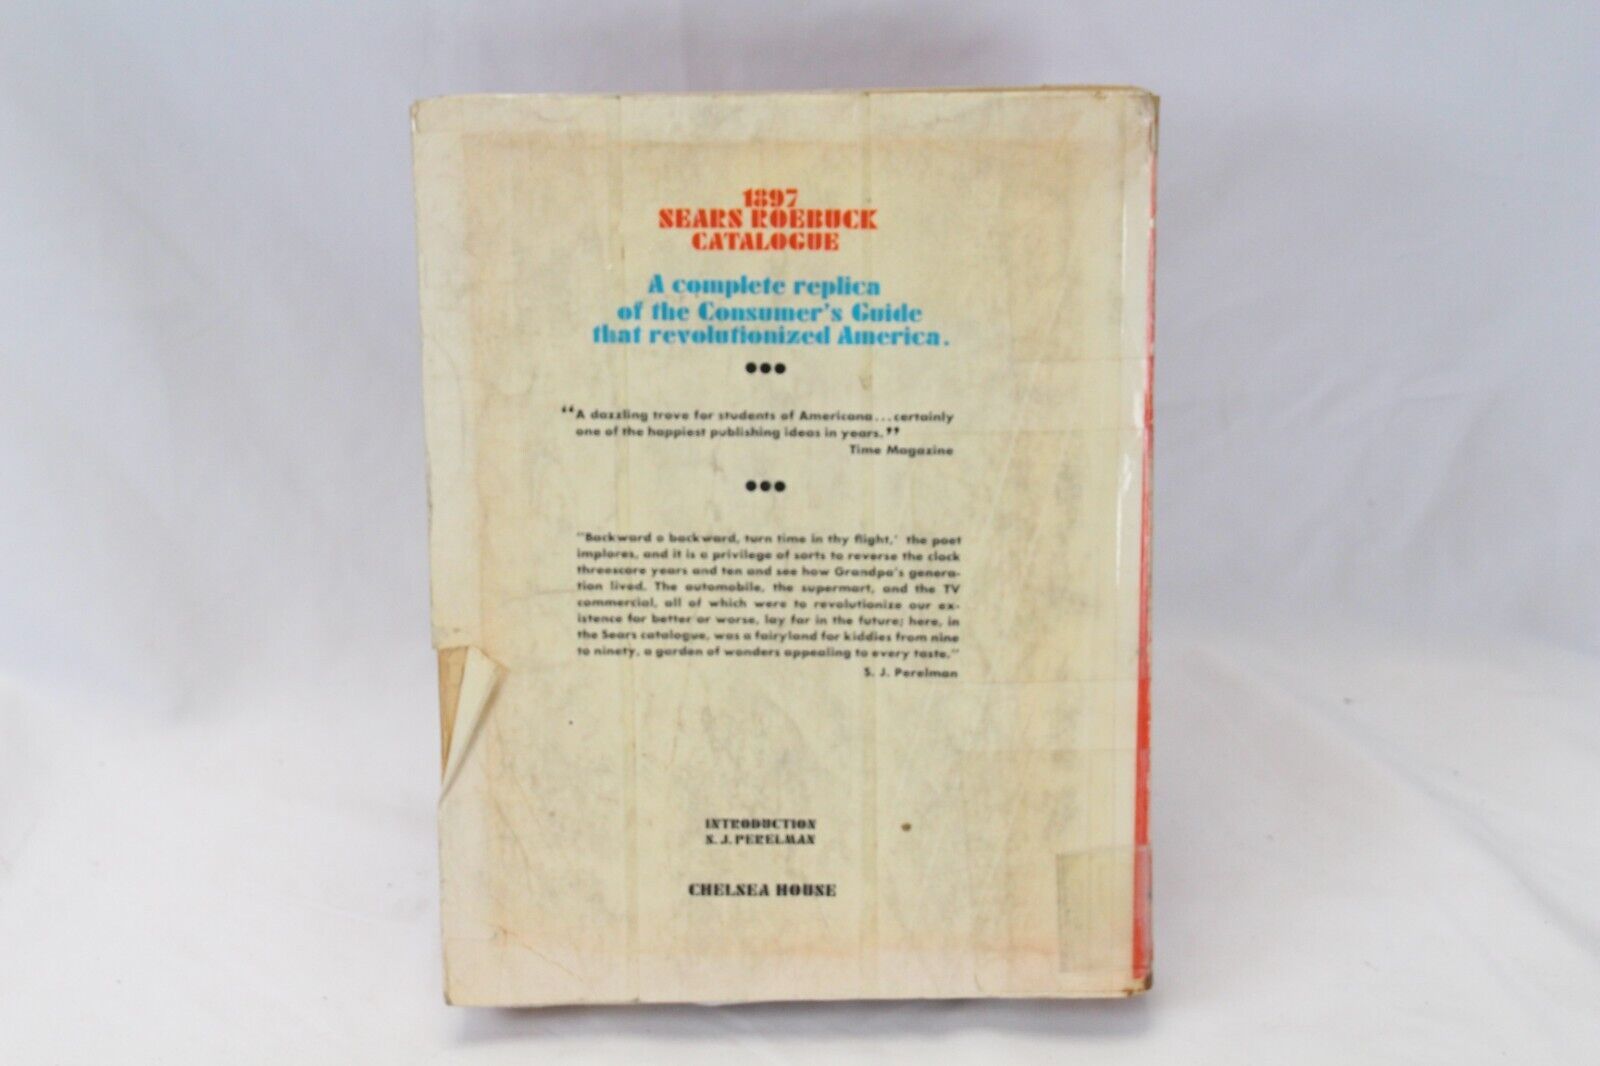 1897
SEARS ROEBUCK
CATALOGUE
A complete replica
of the Consumer's Guide
that revolutionized America.
“A dazzling trove for students of Americana...certainly
one of the happiest publishing ideas in years.”
Time Magazine
"Backward o backward, turn time in thy flight,' the poet
implores, and it is a privilege of sorts to reverse the clock
threescore years and ten and see how Grandpa's genera-
tion lived. The automobile, the supermart, and the TV
commercial, all of which were to revolutionize our ex-
istence for better or worse, lay far in the future; here, in
the Sears catalogue, was a fairyland for kiddies from nine
to ninety, a garden of wonders appealing to every taste."
S. J. Perelman
INTRODUCTION
S. J. PERELMAN
CHELSEA HOUSE